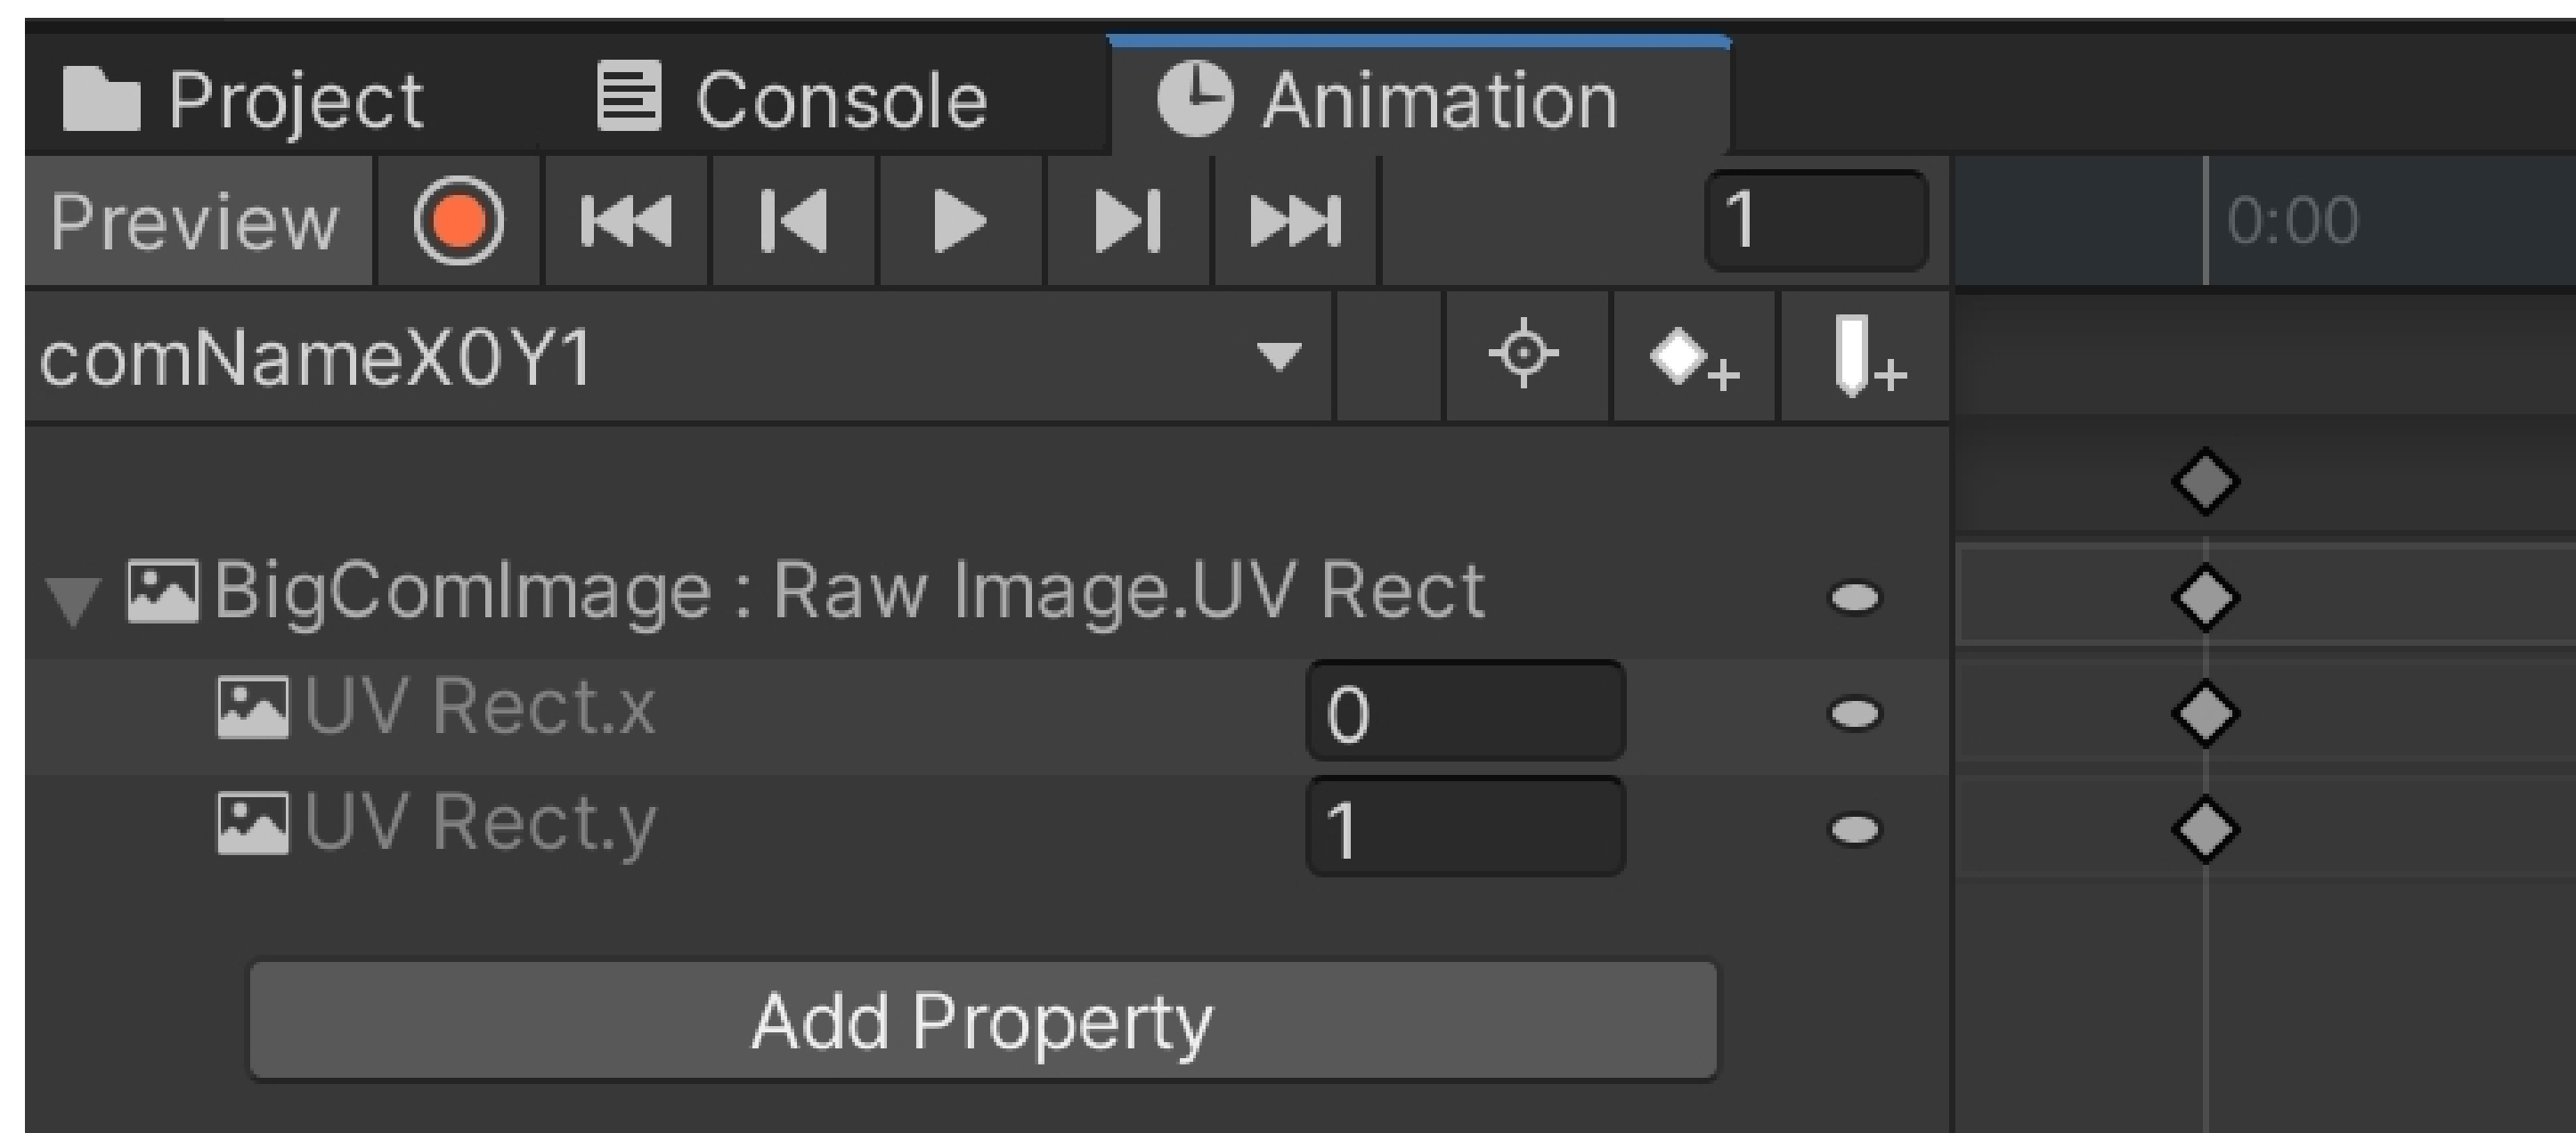 Project Console Animation
Preview 1 0:00
comNameX0Y1
BigComImage : Raw Image.UV Rect
UV Rect.x 0
UV Rect.y 1
Add Property